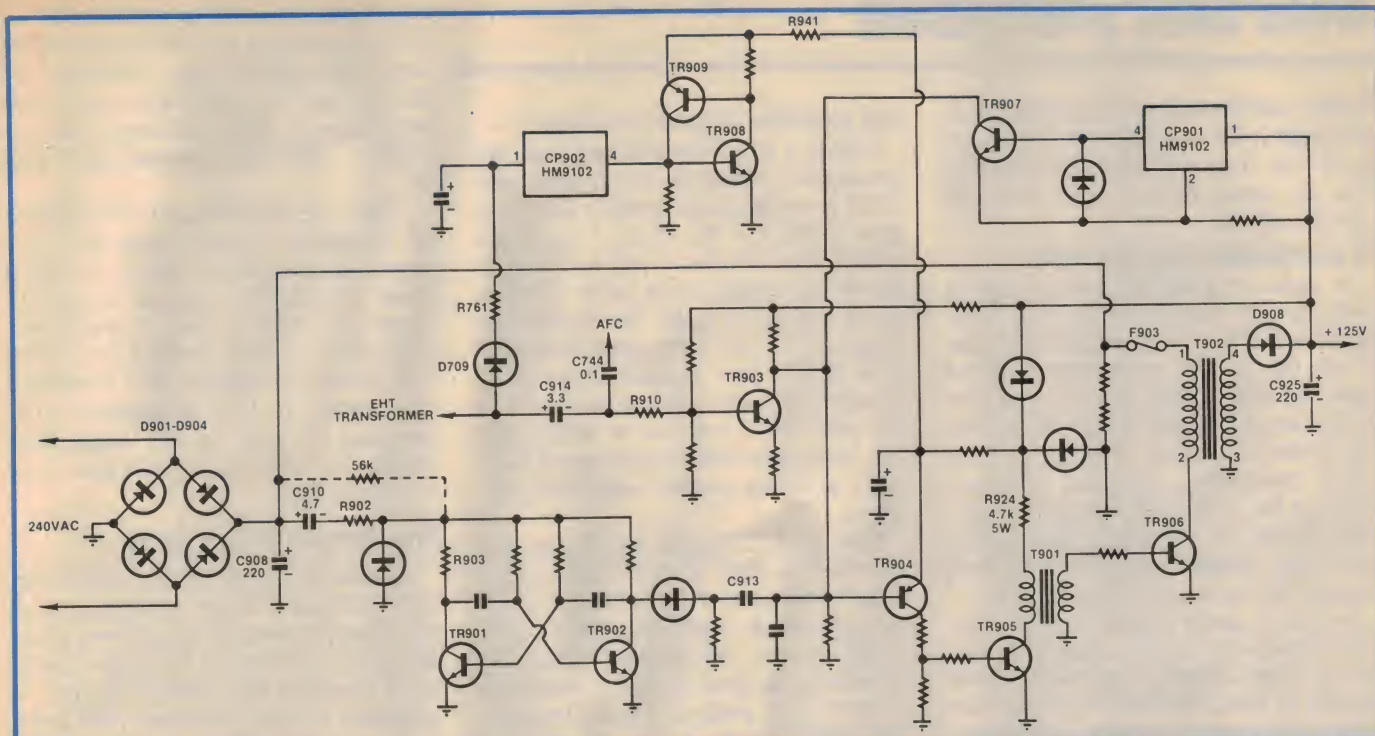 R941
TR909
TR908
TR907
4
CP901
HM9102
1
2
1
CP902
HM9102
4
+
−
R761
D709
AFC
C744
0.1
C914
3.3
+
−
R910
TR903
EHT
TRANSFORMER
F903
1
T902
4
D908
+ 125V
C925
220
+
−
2
3
D901-D904
56k
240VAC
C910
4.7
+
−
R902
C908
220
+
−
R903
TR901
TR902
C913
+
−
TR904
R924
4.7k
5W
T901
TR905
TR906